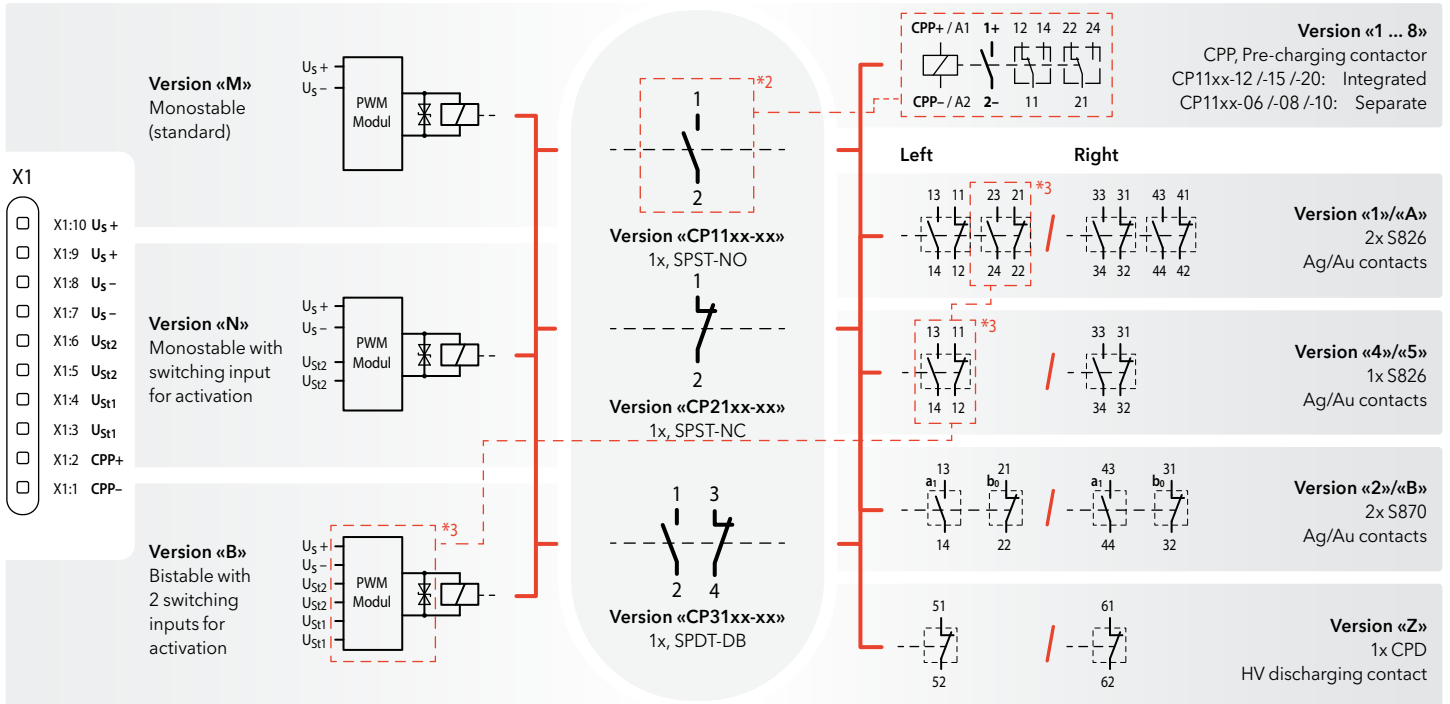 X1
X1:10 Us +
X1:9 Us +
X1:8 Us –
X1:7 Us –
X1:6 USt2
X1:5 USt2
X1:4 USt1
X1:3 USt1
X1:2 CPP+
X1:1 CPP–
Version «M»
Monostable
(standard)
Us +
Us –
PWM
Modul
Version «N»
Monostable with
switching input
for activation
Us +
Us –
USt2
USt2
PWM
Modul
Version «B»
Bistable with
2 switching
inputs for
activation
Us +
Us –
USt2
USt2
USt1
USt1
PWM
Modul
*3
*2
1
2
Version «CP11xx-xx»
1x, SPST-NO
1
2
Version «CP21xx-xx»
1x, SPST-NC
1 3
2 4
Version «CP31xx-xx»
1x, SPDT-DB
CPP+ / A1 1+ 12 14 22 24
CPP– / A2 2– 11 21
Version «1 ... 8»
CPP, Pre-charging contactor
CP11xx-12 /-15 /-20: Integrated
CP11xx-06 /-08 /-10: Separate
Left Right
13 11 23 21 *3 33 31 43 41
14 12 24 22 34 32 44 42
Version «1»/«A»
2x S826
Ag/Au contacts
13 11 *3 33 31
14 12 34 32
Version «4»/«5»
1x S826
Ag/Au contacts
13 21 43 31
a1 b0 a1 b0
14 22 44 32
Version «2»/«B»
2x S870
Ag/Au contacts
51 61
52 62
Version «Z»
1x CPD
HV discharging contact